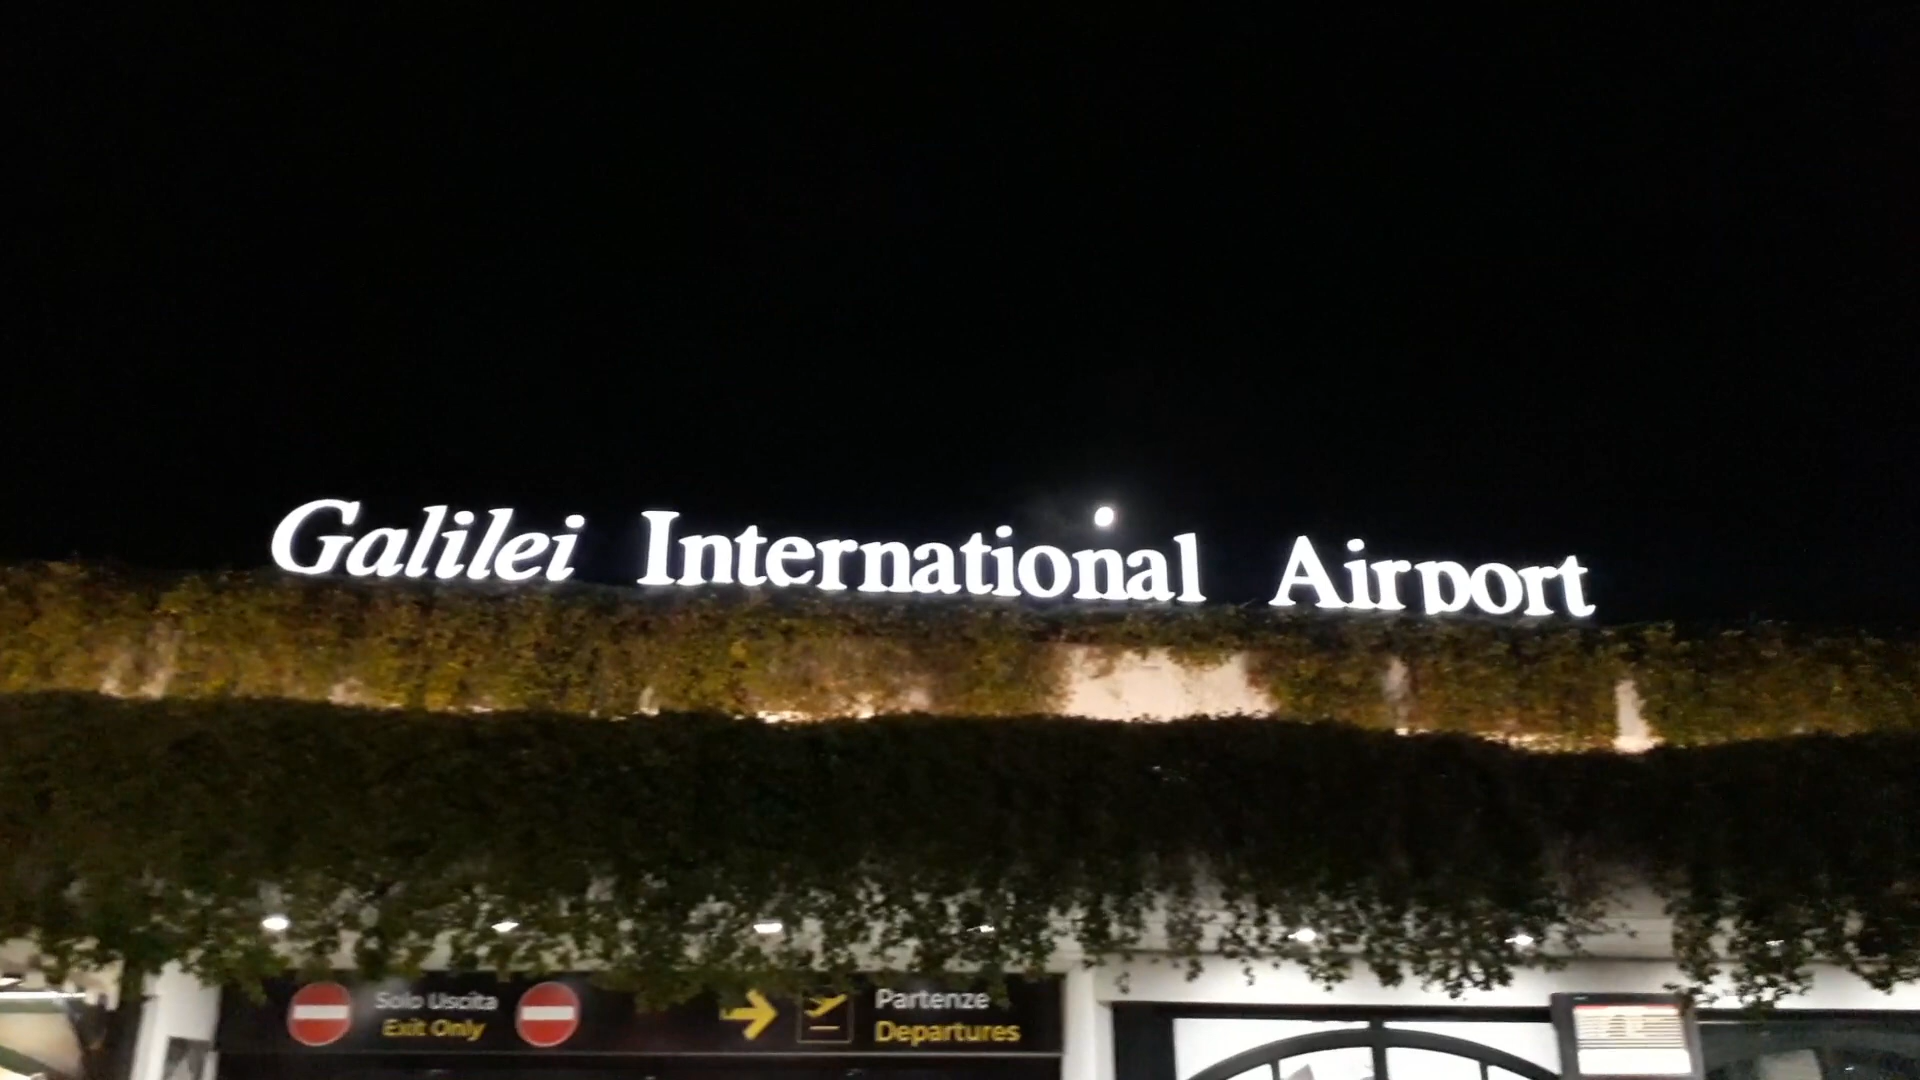 Galilei International Airport
Solo Uscita
Exit Only
Partenze
Departures